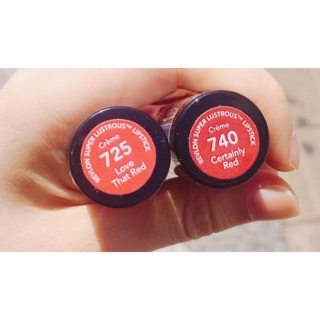 REVLON SUPER LUSTROUS™ LIPSTICK
Crème
725
Love
That Red
REVLON SUPER LUSTROUS™ LIPSTICK
Crème
740
Certainly
Red